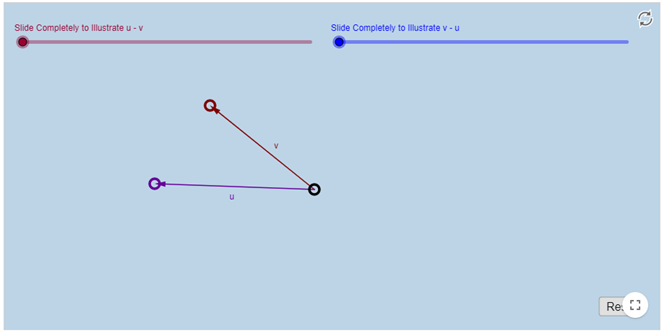 Slide Completely to Illustrate u - v
Slide Completely to Illustrate v - u
v
u